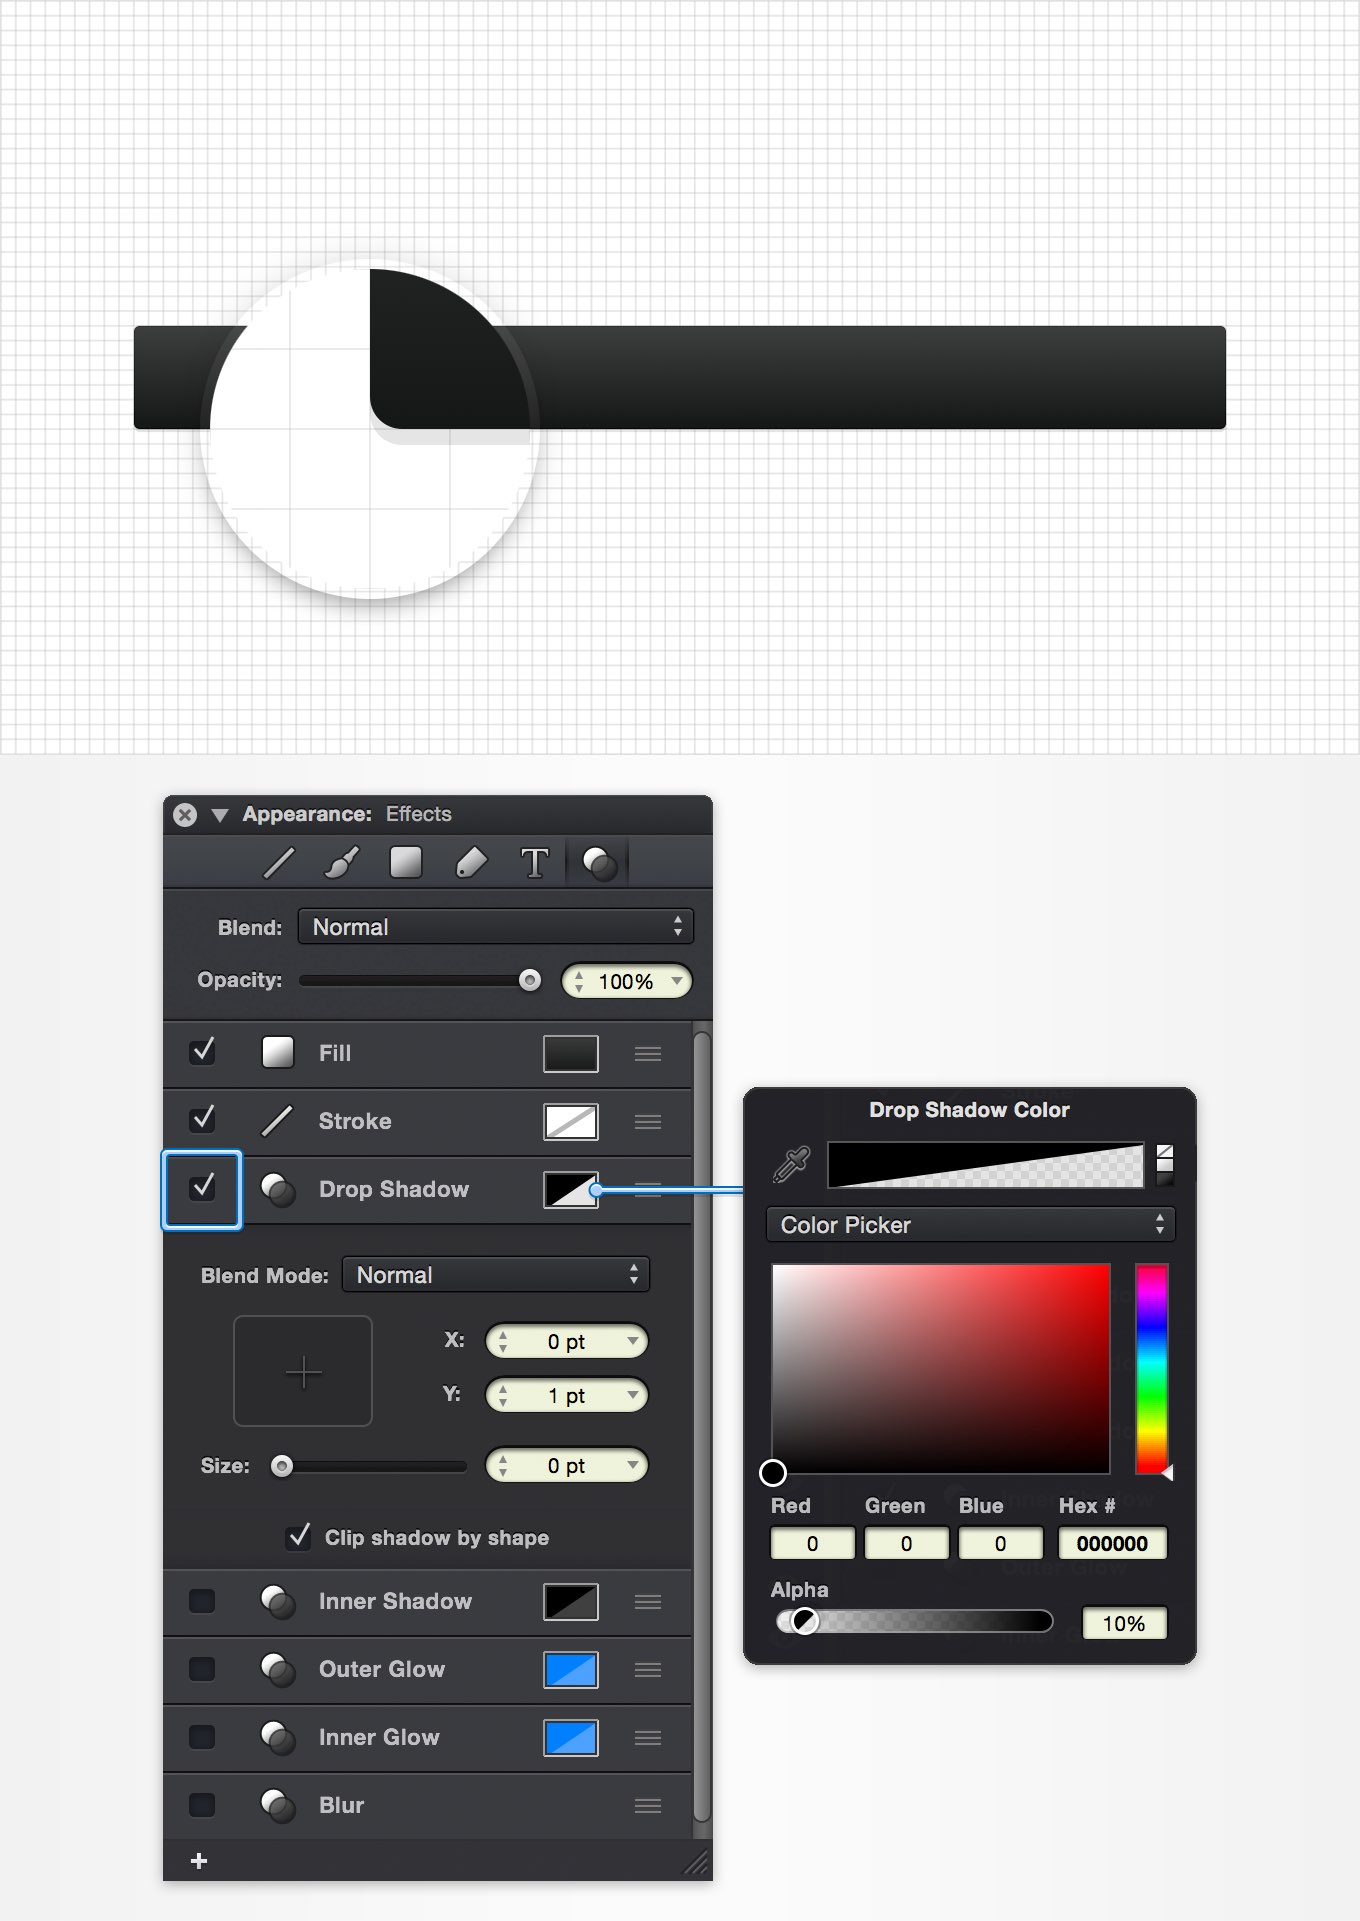 Appearance: Effects
T
Blend: Normal
Opacity: 100%
Fill
Stroke
Drop Shadow
Blend Mode: Normal
X: 0 pt
Y: 1 pt
Size: 0 pt
Clip shadow by shape
Inner Shadow
Outer Glow
Inner Glow
Blur
Drop Shadow Color
Color Picker
Red Green Blue Hex #
0 0 0 000000
Alpha
10%